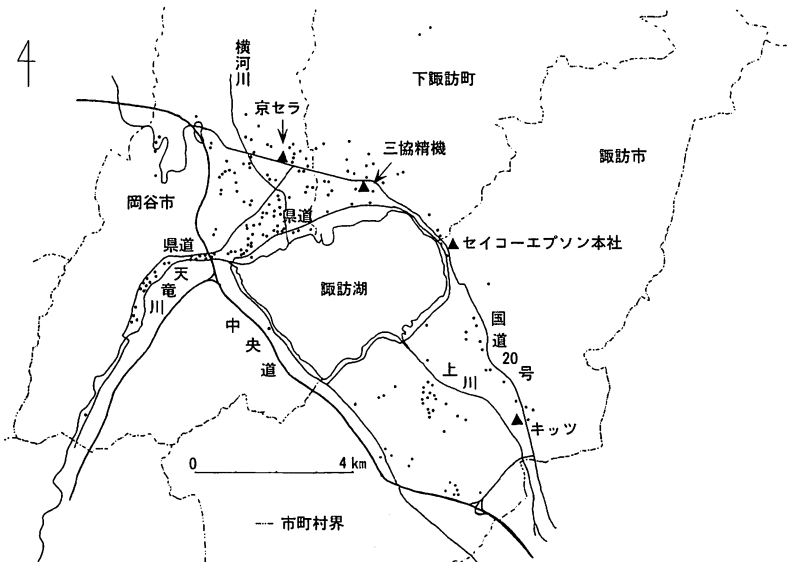 4
横河川
下諏訪町
京セラ
三協精機
諏訪市
岡谷市
県道
県道
セイコーエプソン本社
天竜川
諏訪湖
中央道
国道20号
上川
キッツ
0 4km
市町村界